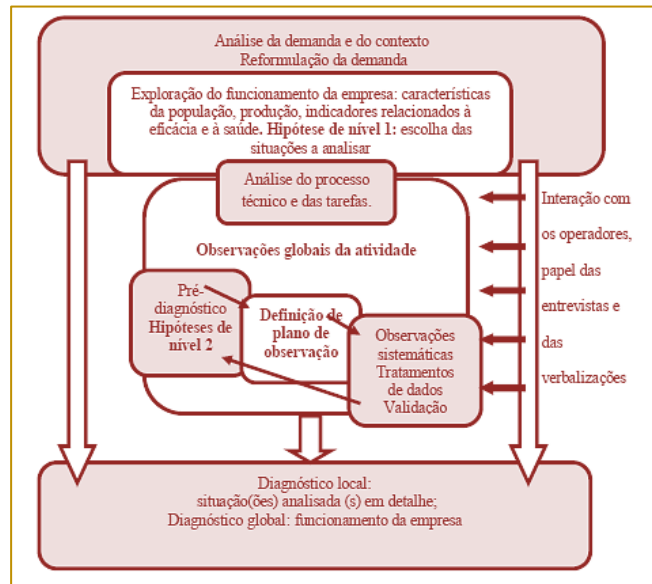 Análise da demanda e do contexto
Reformulação da demanda
Exploração do funcionamento da empresa: características
da população, produção, indicadores relacionados à
eficácia e à saúde. Hipótese de nível 1: escolha das
situações a analisar
Análise do processo
técnico e das tarefas.
Observações globais da atividade
Pré-
diagnóstico
Hipóteses de
nível 2
Definição de
plano de
observação
Observações
sistemáticas
Tratamentos
de dados
Validação
Interação com
os operadores,
papel das
entrevistas e
das
verbalizações
Diagnóstico local:
situação(ões) analisada (s) em detalhe;
Diagnóstico global: funcionamento da empresa